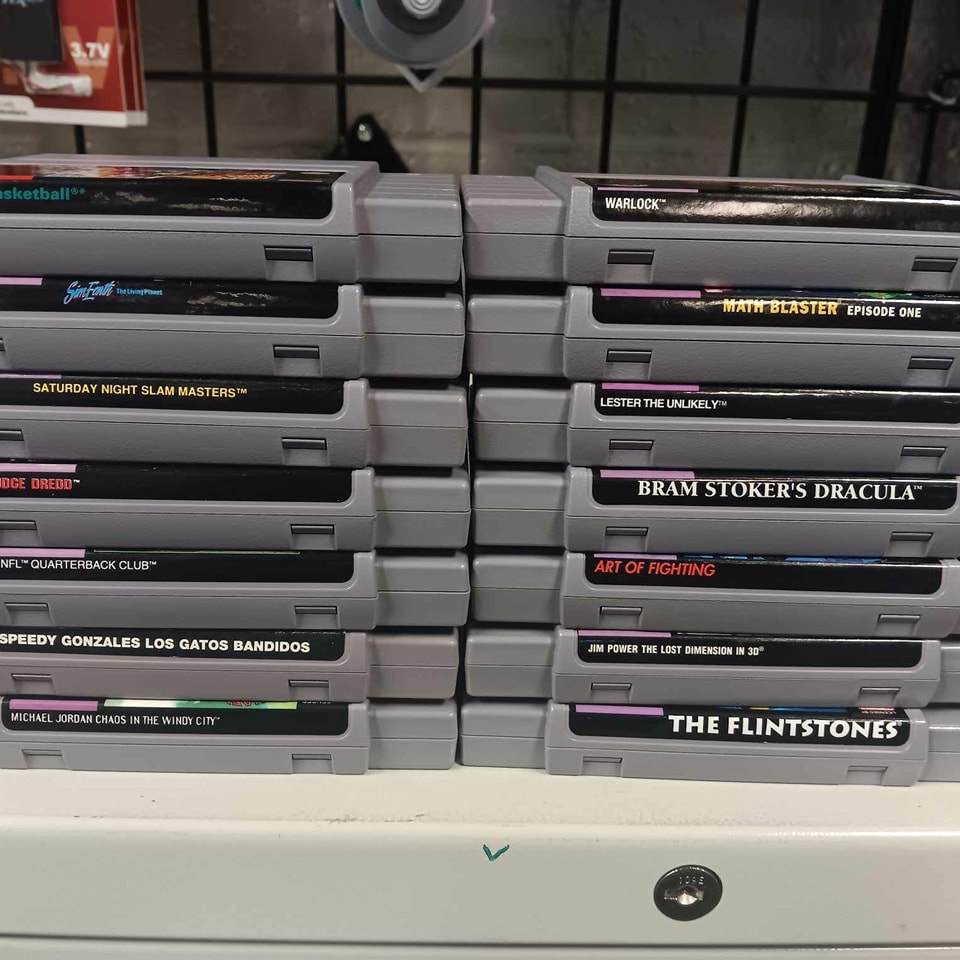 3.7V
asketball®*
SimEarth The Living Planet
SATURDAY NIGHT SLAM MASTERS™
DGE DREDD™
NFL™ QUARTERBACK CLUB™
SPEEDY GONZALES LOS GATOS BANDIDOS
MICHAEL JORDAN CHAOS IN THE WINDY CITY™
WARLOCK™
MATH BLASTER EPISODE ONE
LESTER THE UNLIKELY™
BRAM STOKER'S DRACULA™
ART OF FIGHTING
JIM POWER THE LOST DIMENSION IN 3D®
THE FLINTSTONES®